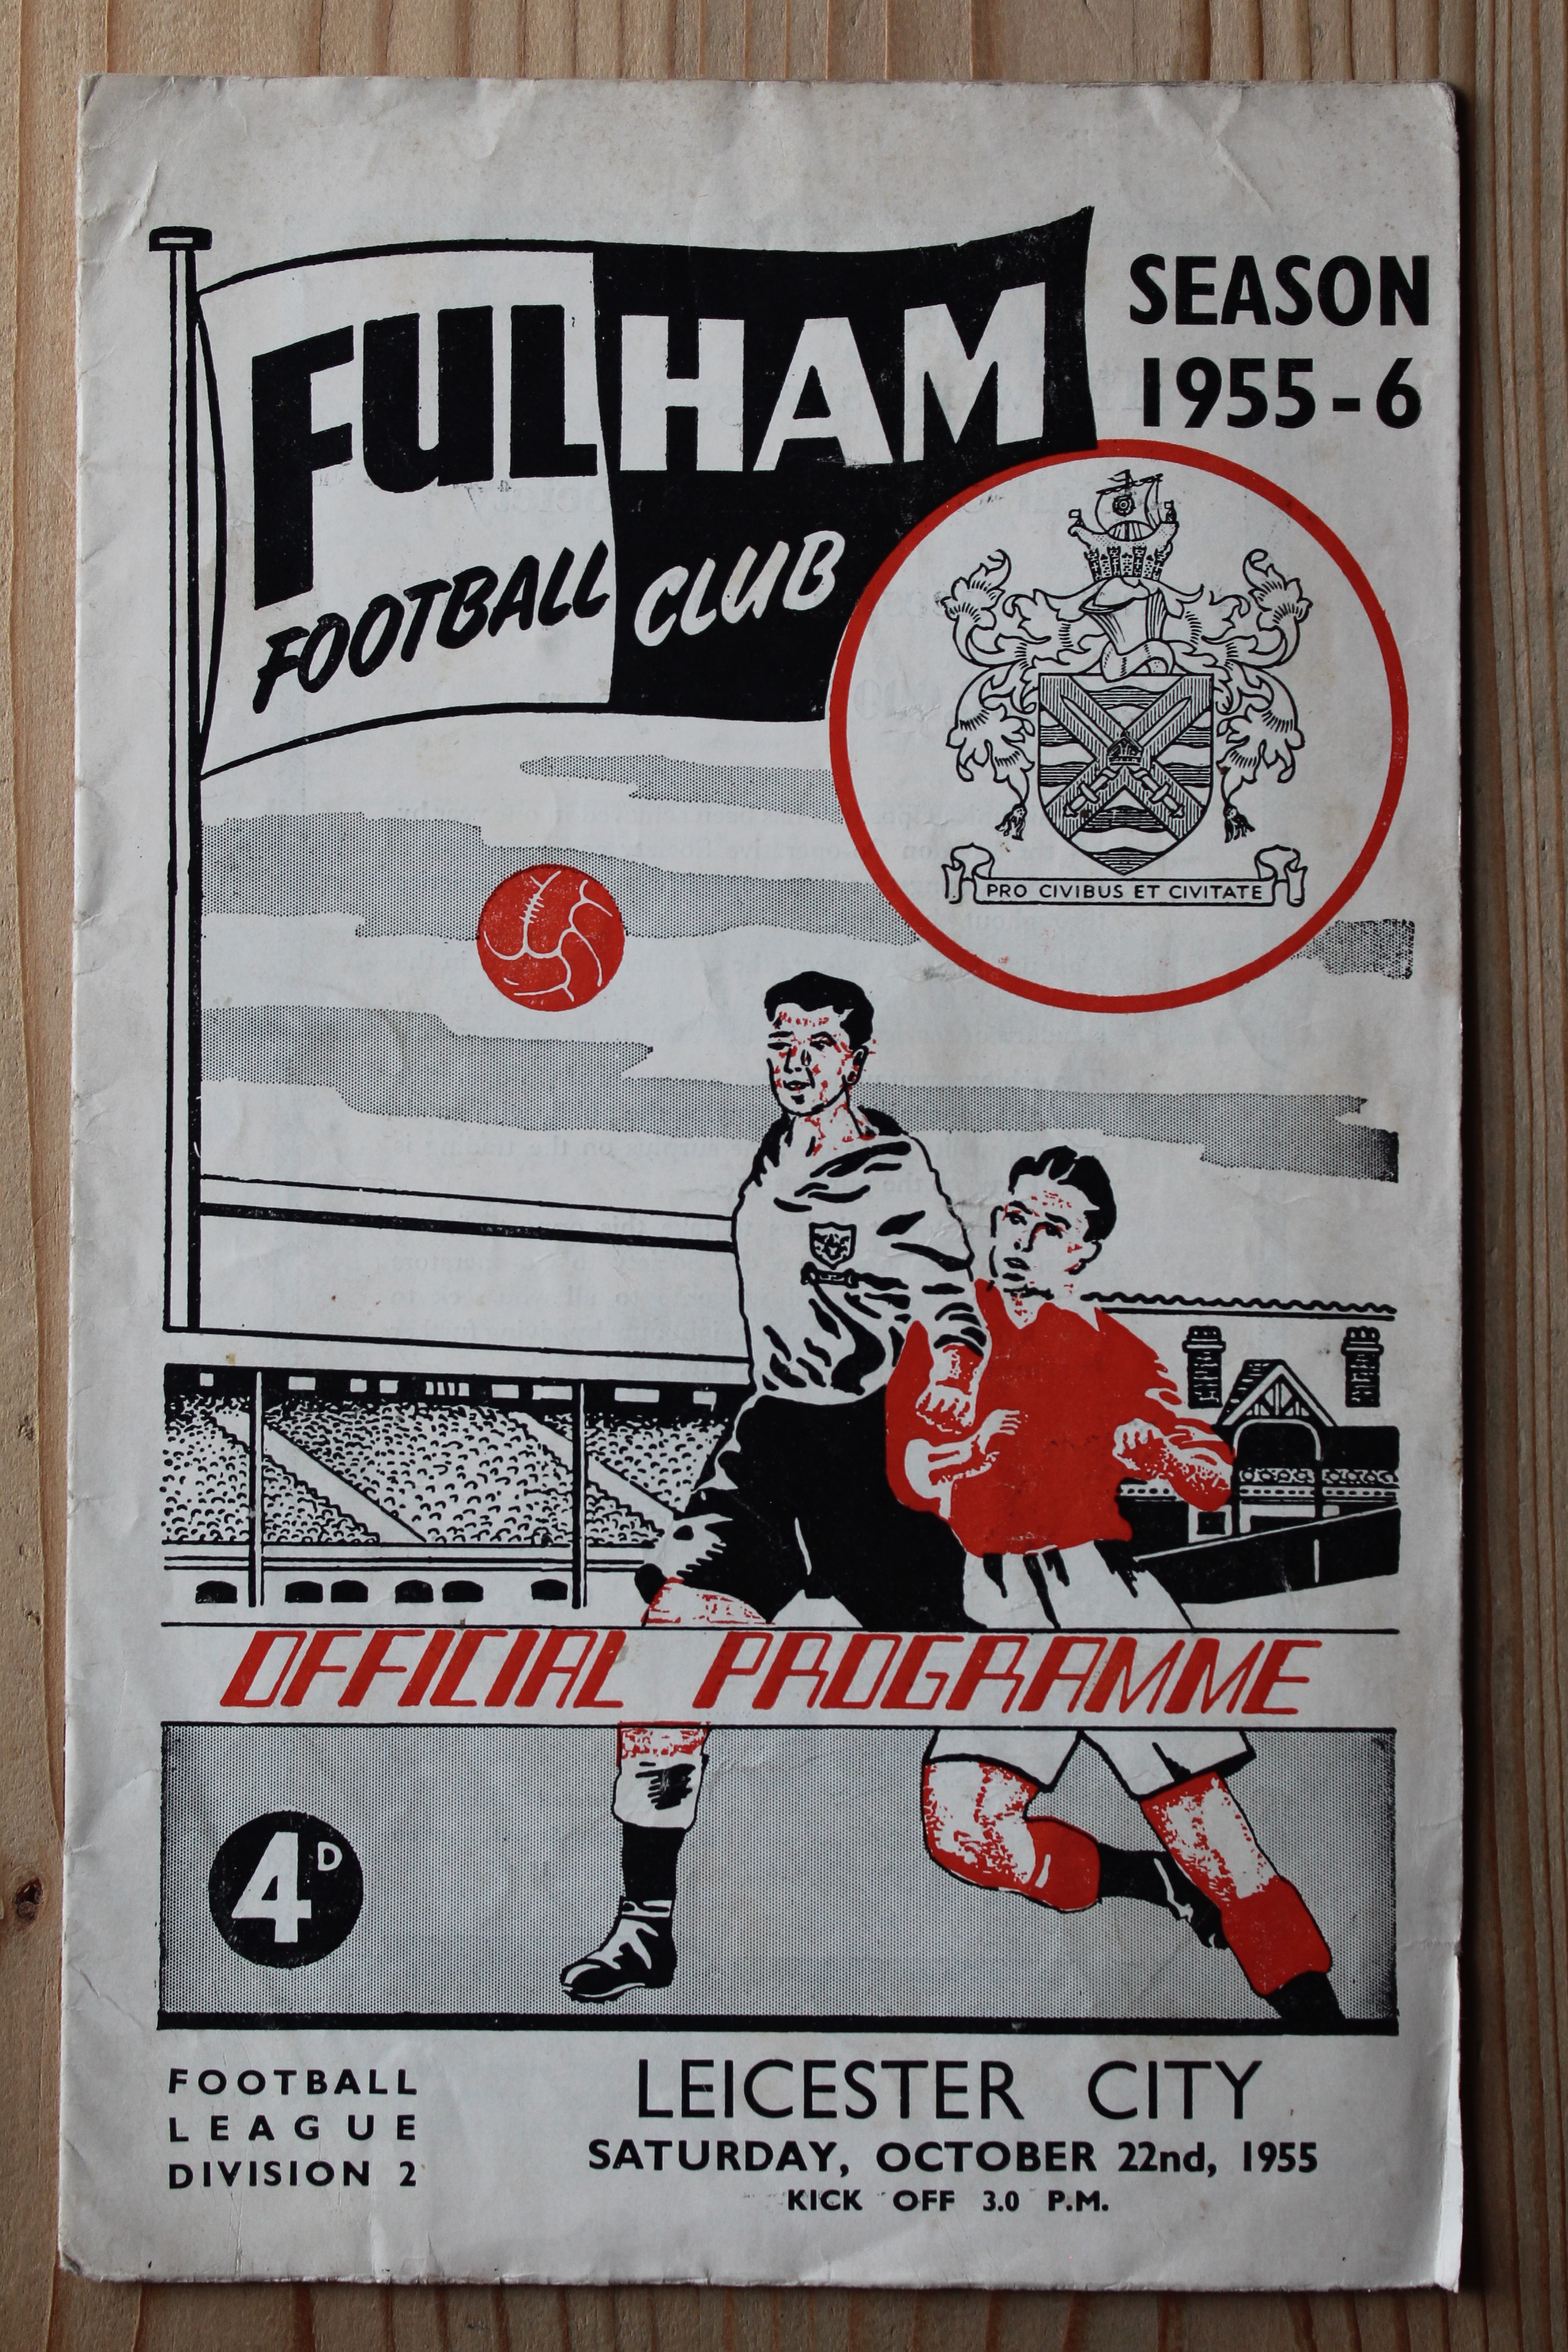 FULHAM
FOOTBALL CLUB
SEASON
1955-6
PRO CIVIBUS ET CIVITATE
OFFICIAL PROGRAMME
4D
FOOTBALL
LEAGUE
DIVISION 2
LEICESTER CITY
SATURDAY, OCTOBER 22nd, 1955
KICK OFF 3.0 P.M.